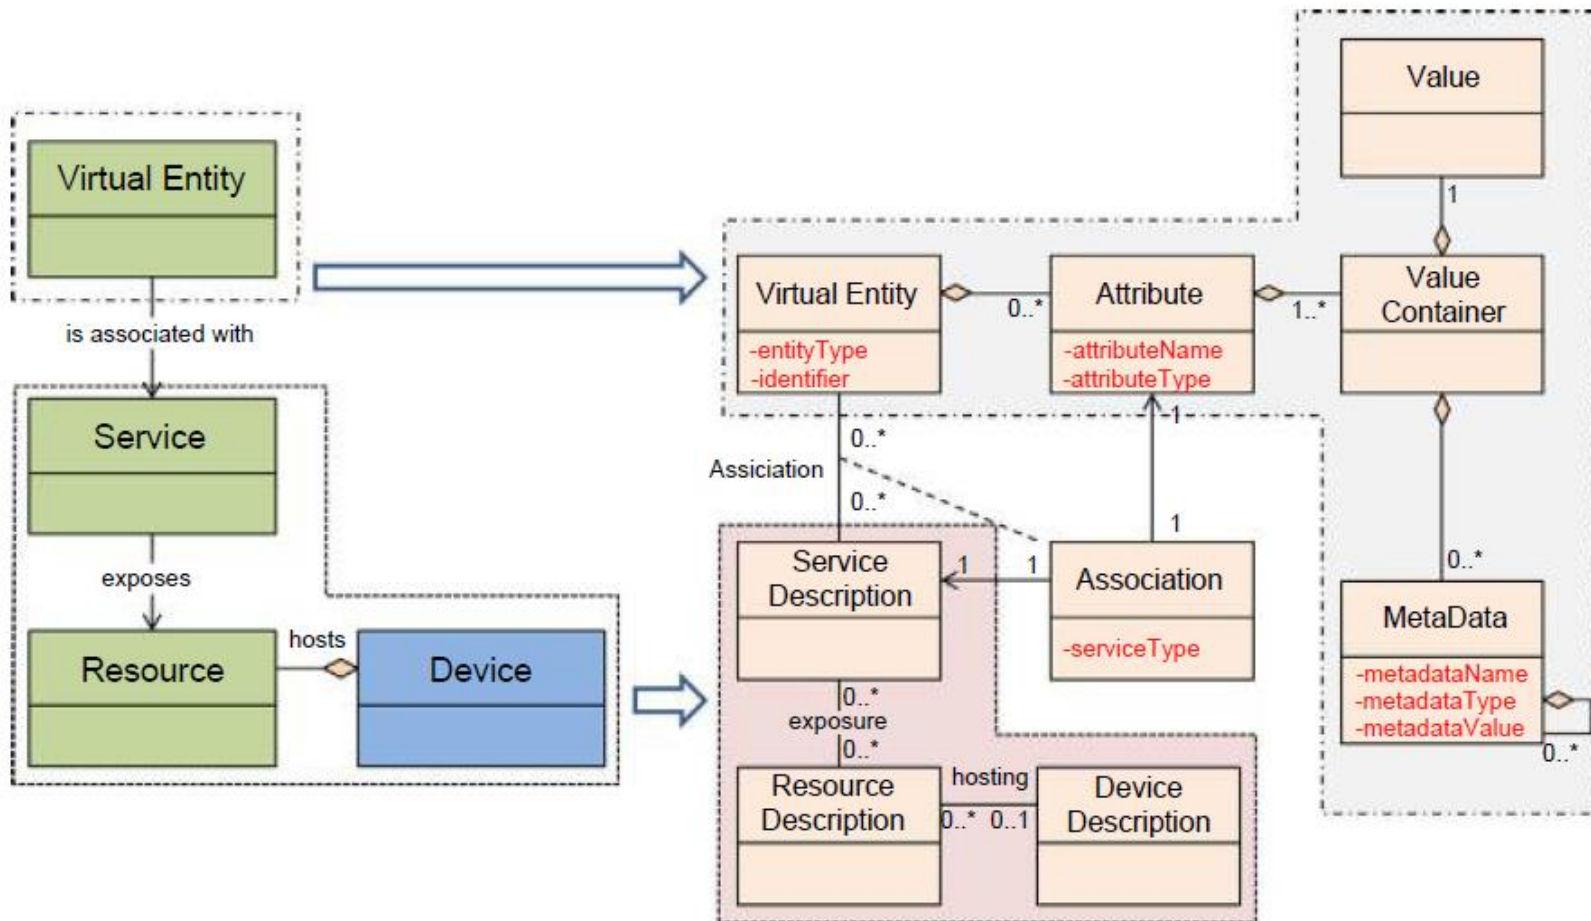 Virtual Entity
is associated with
Service
exposes
Resource
hosts
Device
Value
1
Virtual Entity
-entityType
-identifier
0..*
Attribute
-attributeName
-attributeType
1..*
Value
Container
0..*
Assiciation
0..*
1
1
0..*
Service
Description
1
1
Association
-serviceType
MetaData
-metadataName
-metadataType
-metadataValue
0..*
0..*
exposure
0..*
Resource
Description
hosting
0..*
0..1
Device
Description